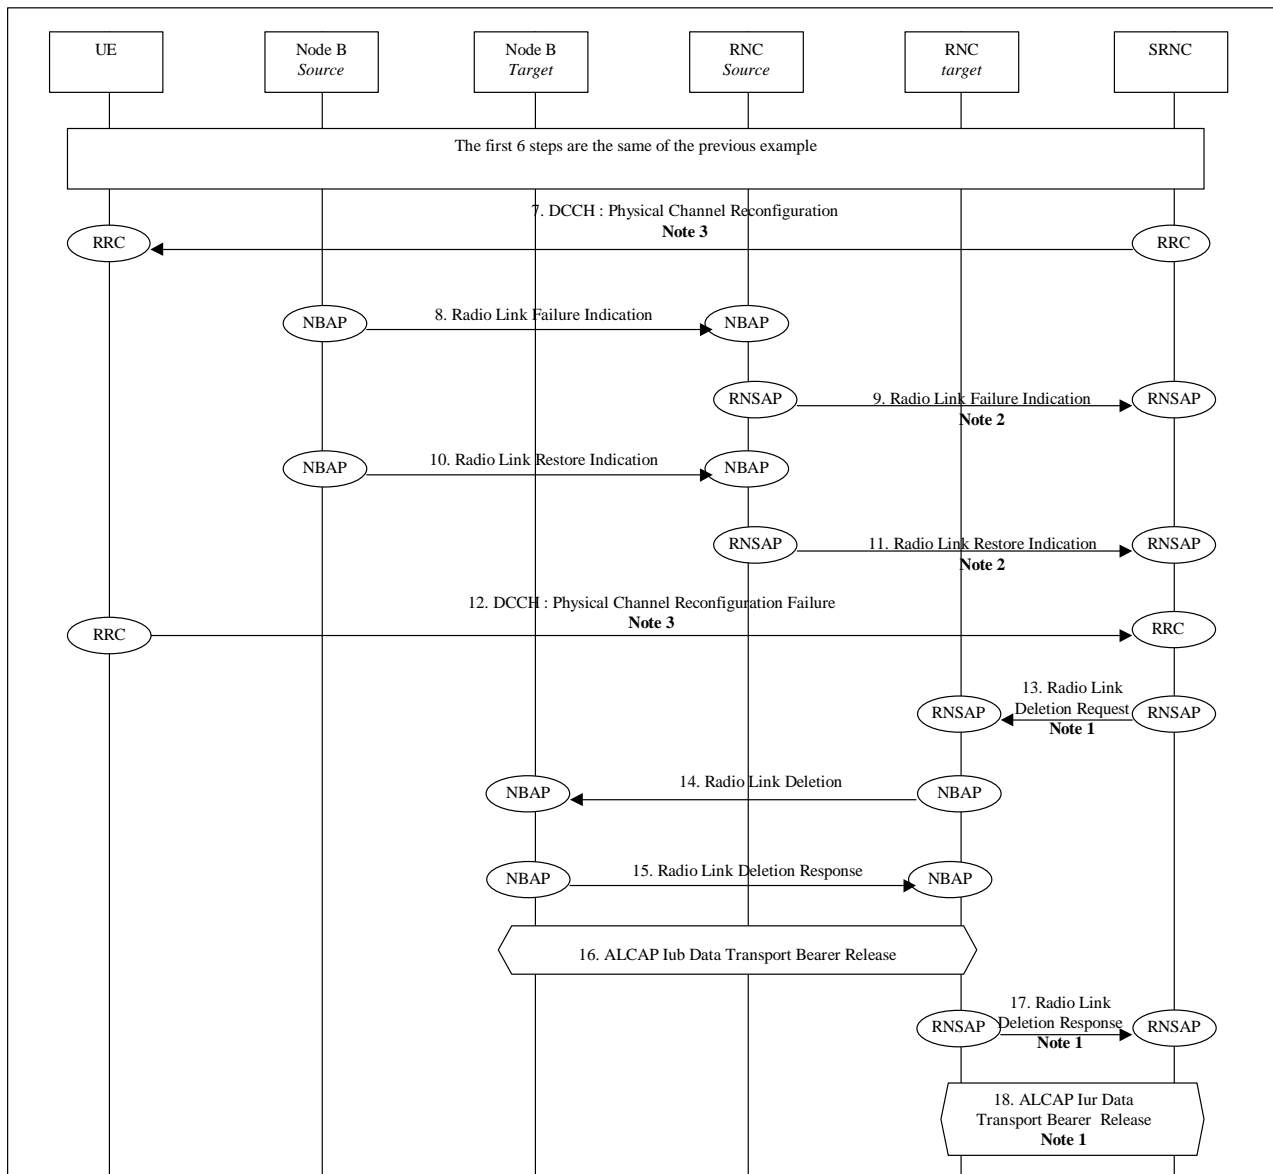 UE
Node B
Source
Node B
Target
RNC
Source
RNC
target
SRNC
The first 6 steps are the same of the previous example
7. DCCH : Physical Channel Reconfiguration
Note 3
RRC
RRC
NBAP
8. Radio Link Failure Indication
NBAP
RNSAP
9. Radio Link Failure Indication
Note 2
RNSAP
NBAP
10. Radio Link Restore Indication
NBAP
RNSAP
11. Radio Link Restore Indication
Note 2
RNSAP
12. DCCH : Physical Channel Reconfiguration Failure
Note 3
RRC
RRC
13. Radio Link
Deletion Request
Note 1
RNSAP
RNSAP
NBAP
14. Radio Link Deletion
NBAP
NBAP
15. Radio Link Deletion Response
NBAP
16. ALCAP Iub Data Transport Bearer Release
17. Radio Link
Deletion Response
Note 1
RNSAP
RNSAP
18. ALCAP Iur Data
Transport Bearer Release
Note 1